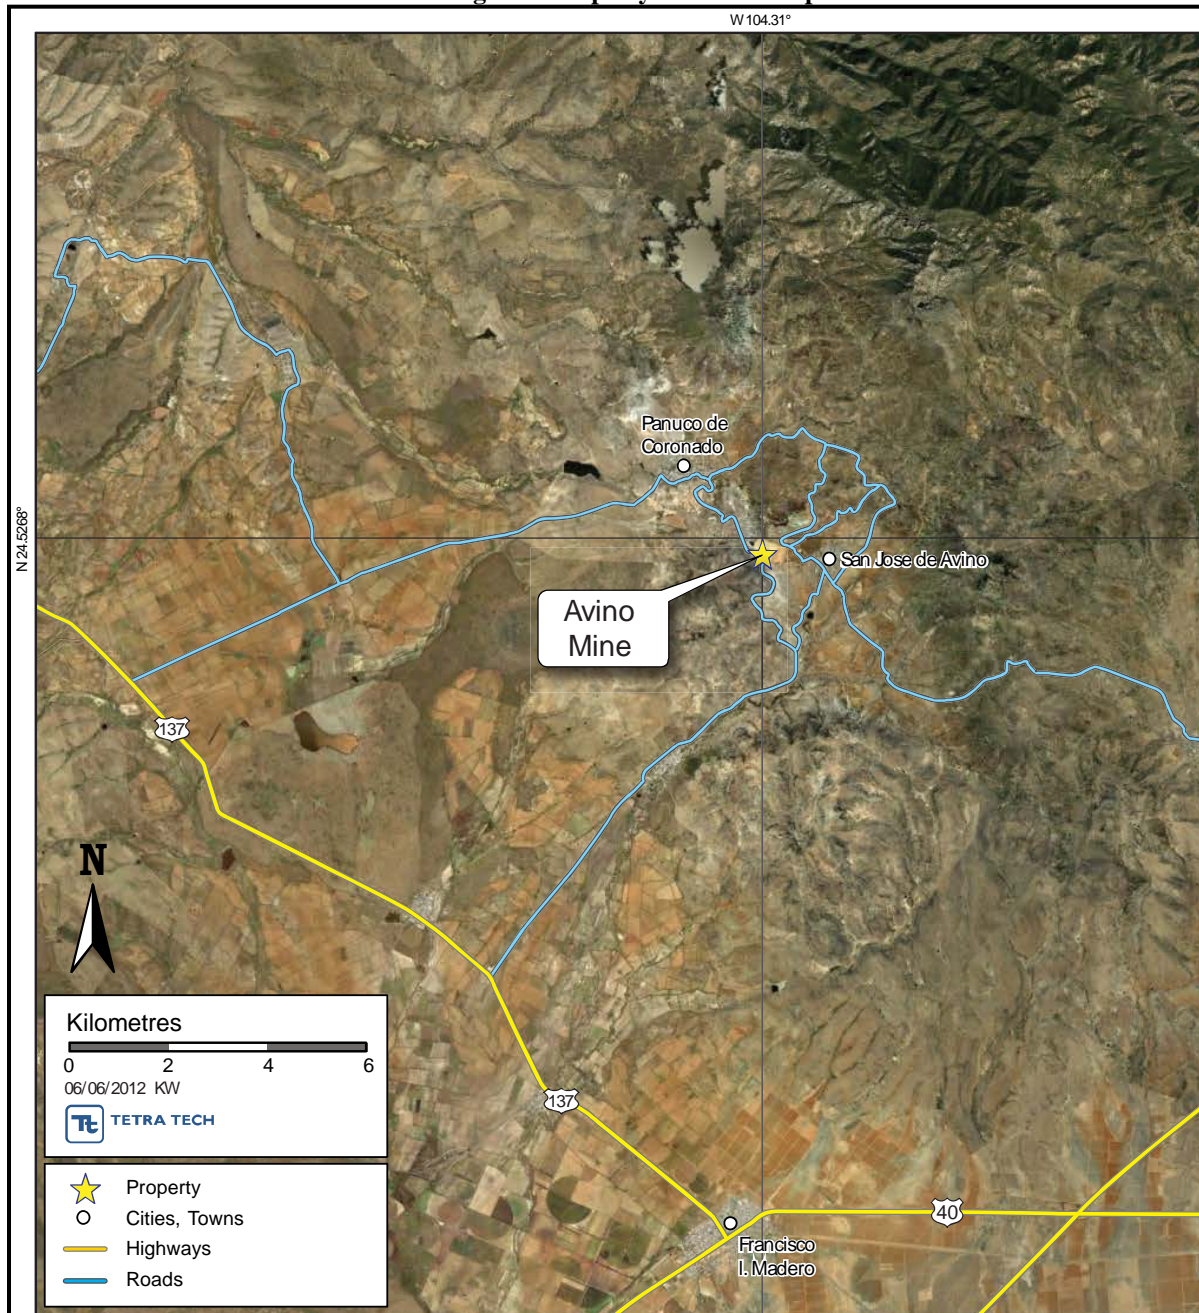 W 104.31°
N 24.5268°
Panuco de
Coronado
San Jose de Avino
Avino
Mine
137
137
40
Francisco
I. Madero
N
Kilometres
0 2 4 6
06/06/2012 KW
Tt TETRA TECH
Property
Cities, Towns
Highways
Roads